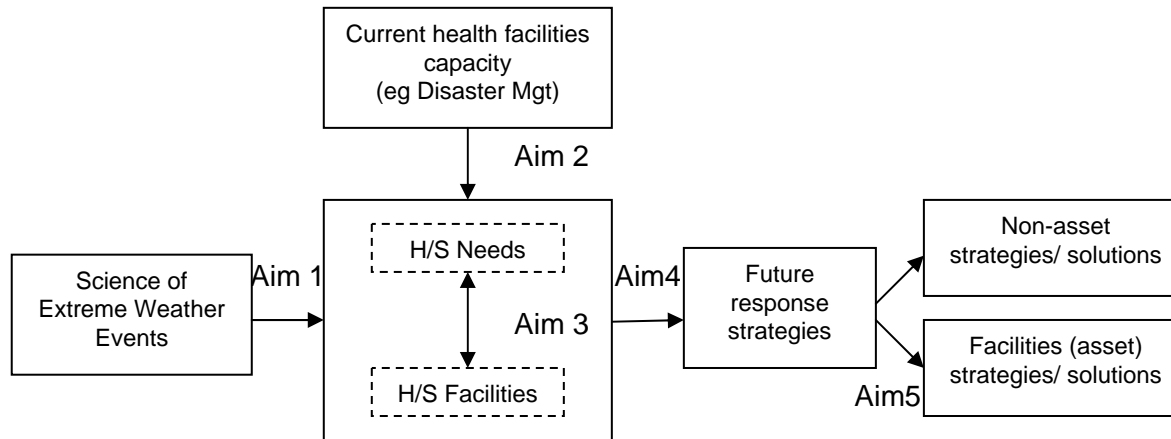 Current health facilities
capacity
(eg Disaster Mgt)
Aim 2
Science of
Extreme Weather
Events
Aim 1
H/S Needs
Aim 3
H/S Facilities
Aim4
Future
response
strategies
Non-asset
strategies/ solutions
Facilities (asset)
strategies/ solutions
Aim5